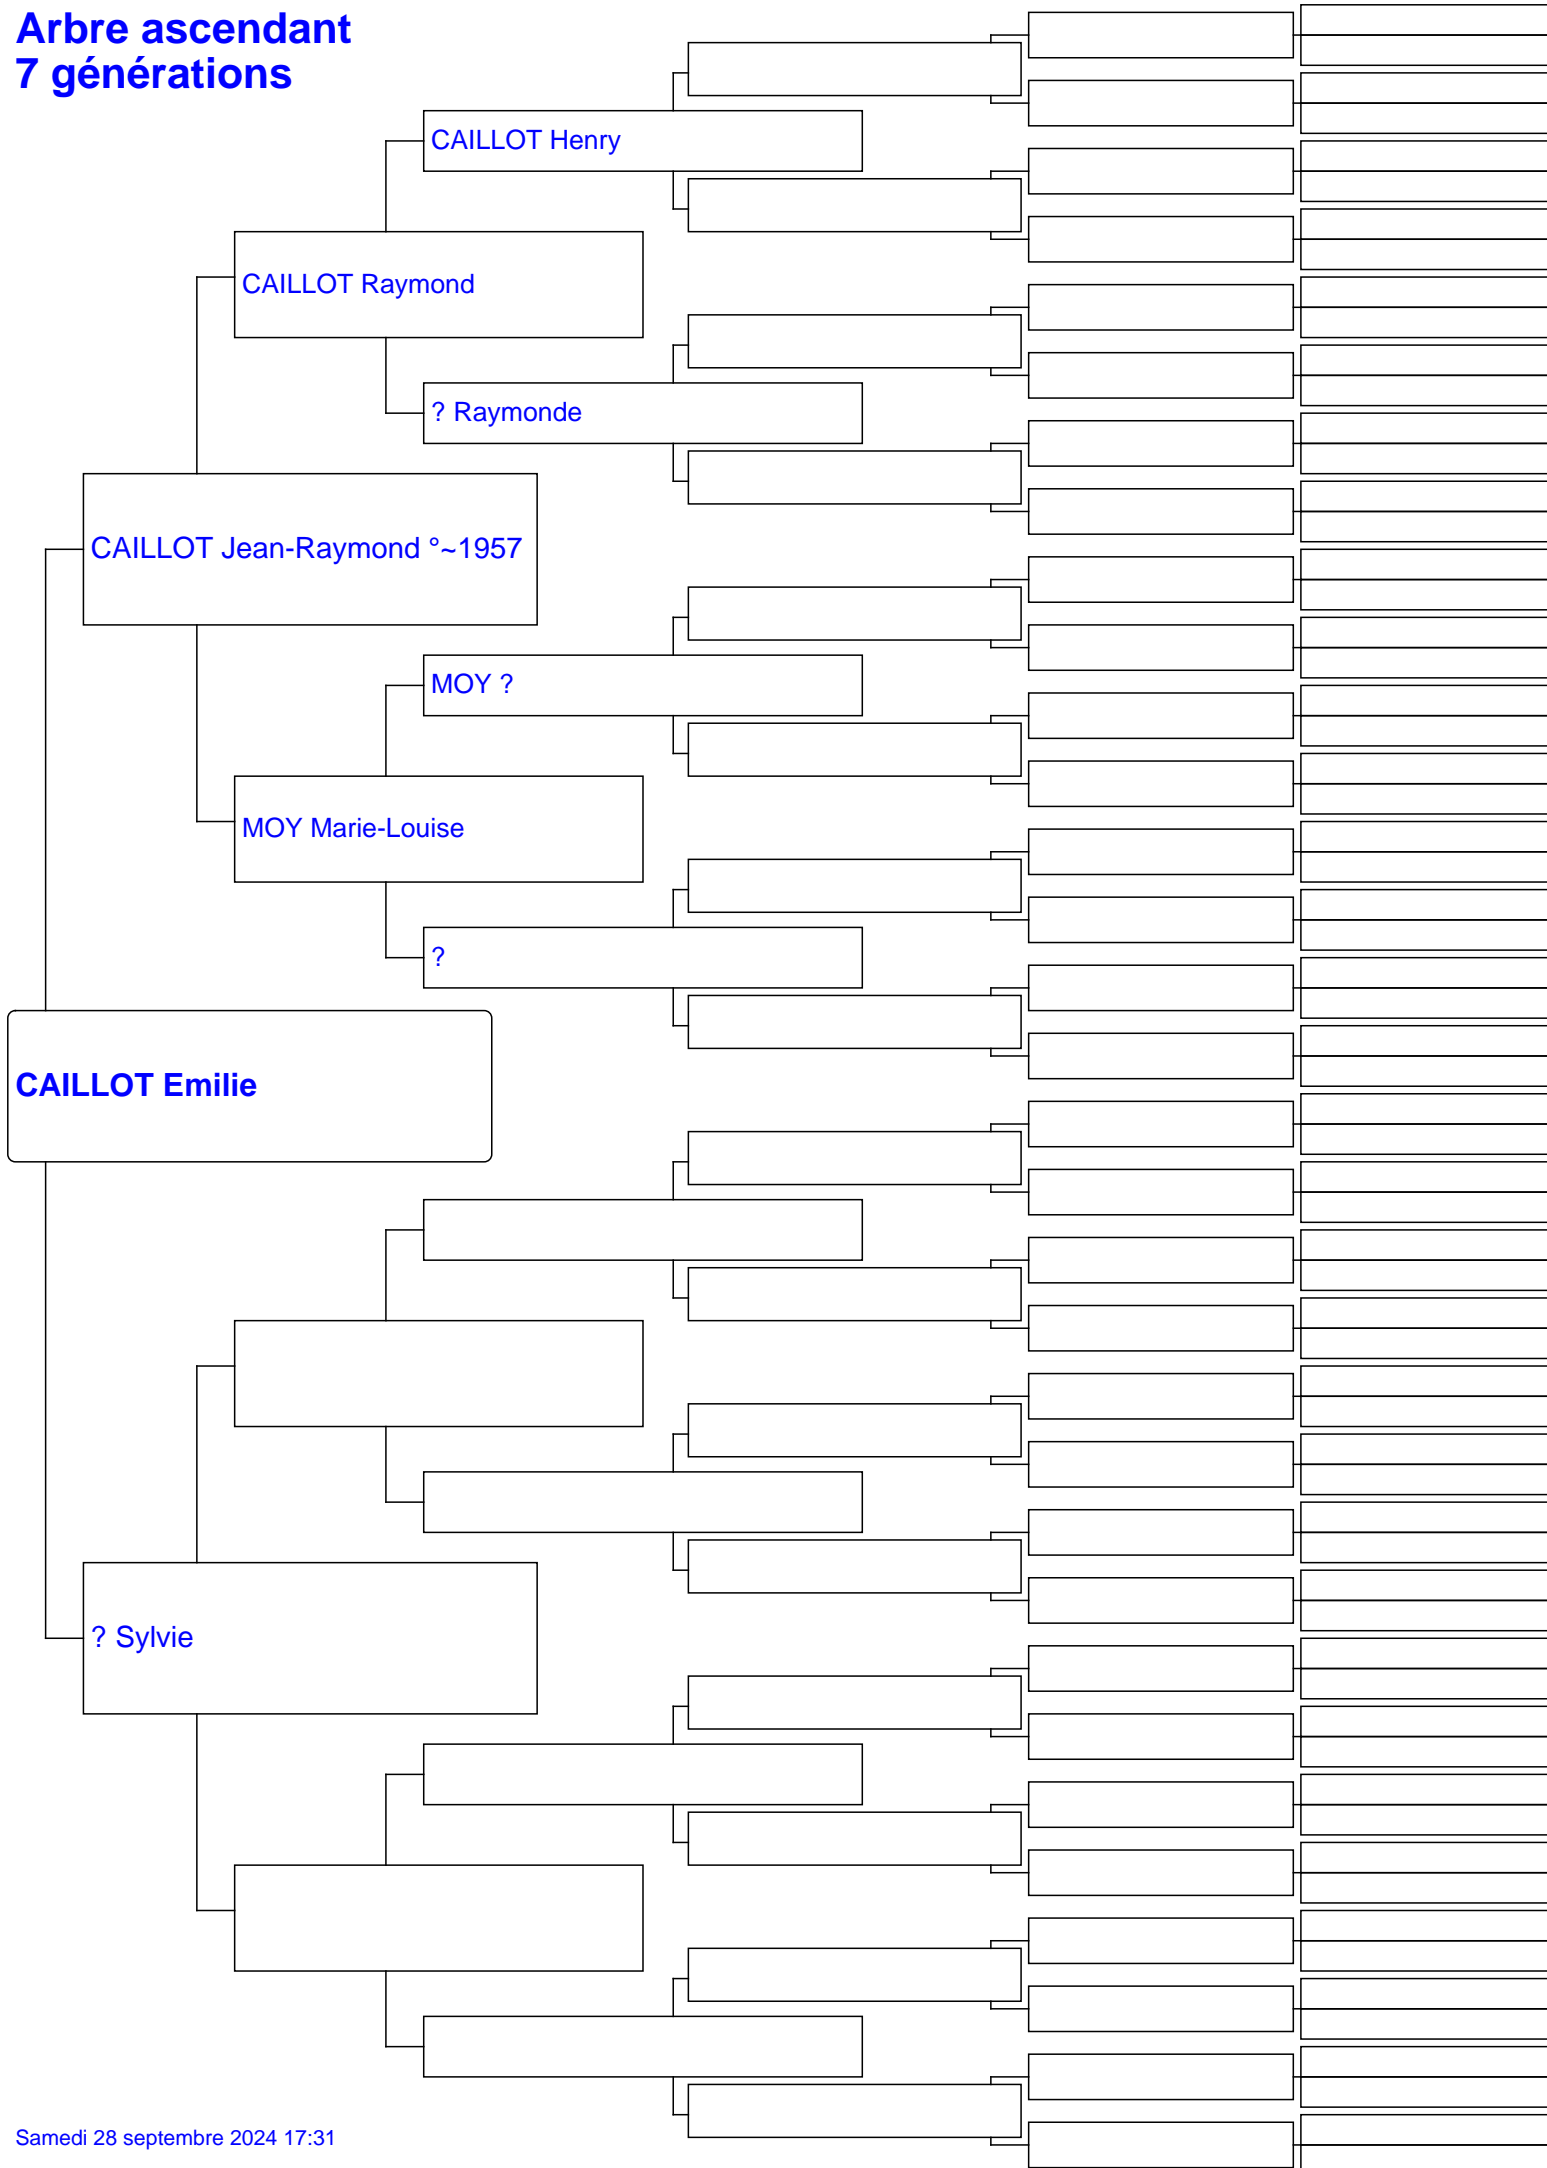 Arbre ascendant
7 générations
CAILLOT Henry
CAILLOT Raymond
? Raymonde
CAILLOT Jean-Raymond °~1957
MOY ?
MOY Marie-Louise
?
CAILLOT Emilie
? Sylvie
Samedi 28 septembre 2024 17:31